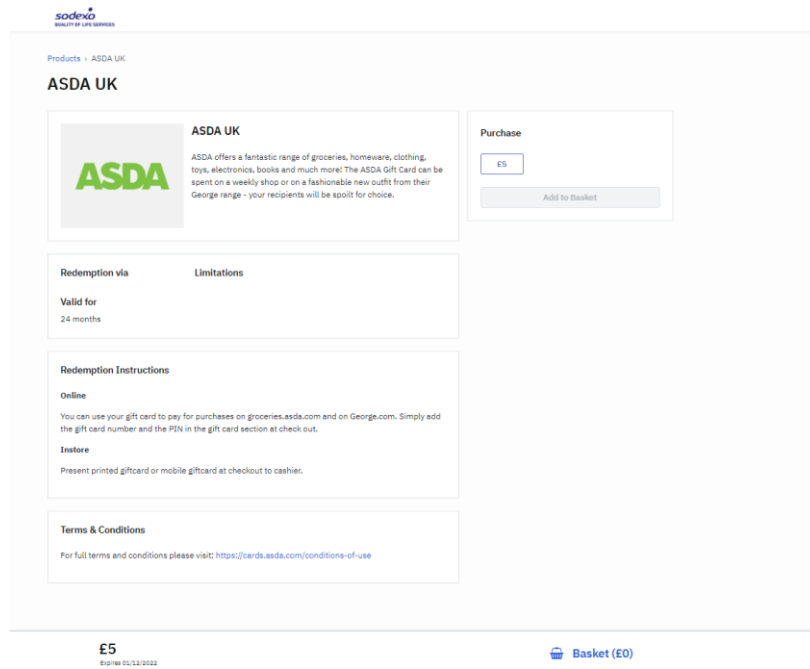 sodexo
QUALITY OF LIFE SERVICES
Products › ASDA UK
ASDA UK
ASDA
ASDA UK
ASDA offers a fantastic range of groceries, homeware, clothing,
toys, electronics, books and much more! The ASDA Gift Card can be
spent on a weekly shop or on a fashionable new outfit from their
George range - your recipients will be spoilt for choice.
Purchase
£5
Add to Basket
Redemption via
Limitations
Valid for
24 months
Redemption Instructions
Online
You can use your gift card to pay for purchases on groceries.asda.com and on George.com. Simply add
the gift card number and the PIN in the gift card section at check out.
Instore
Present printed giftcard or mobile giftcard at checkout to cashier.
Terms & Conditions
For full terms and conditions please visit: https://cards.asda.com/conditions-of-use
£5
Expires 01/12/2022
Basket (£0)